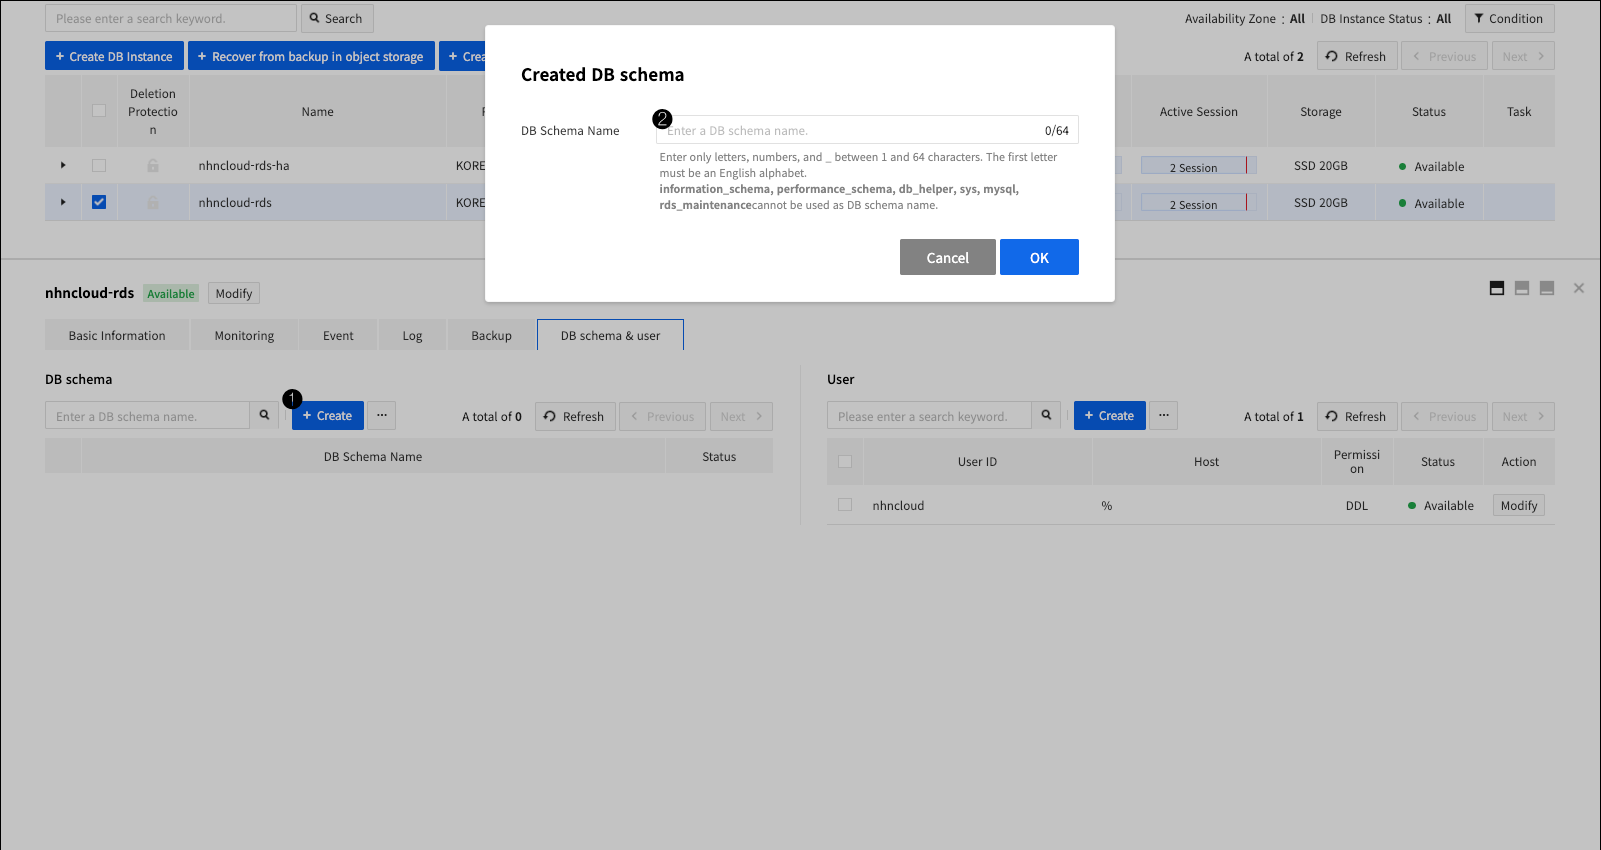 Please enter a search keyword.
Search
Availability Zone : All
DB Instance Status : All
Condition
+ Create DB Instance
+ Recover from backup in object storage
+ Crea
A total of 2
Refresh
Previous
Next
Deletion
Protectio
n
Name
Active Session
Storage
Status
Task
nhncloud-rds-ha
KORE
2 Session
SSD 20GB
Available
nhncloud-rds
KORE
2 Session
SSD 20GB
Available
Created DB schema
DB Schema Name
2
Enter a DB schema name.
0/64
Enter only letters, numbers, and _ between 1 and 64 characters. The first letter
must be an English alphabet.
information_schema, performance_schema, db_helper, sys, mysql,
rds_maintenancecannot be used as DB schema name.
Cancel
OK
nhncloud-rds
Available
Modify
Basic Information
Monitoring
Event
Log
Backup
DB schema & user
DB schema
Enter a DB schema name.
1
+ Create
...
A total of 0
Refresh
Previous
Next
DB Schema Name
Status
User
Please enter a search keyword.
+ Create
...
A total of 1
Refresh
Previous
Next
User ID
Host
Permissi
on
Status
Action
nhncloud
%
DDL
Available
Modify